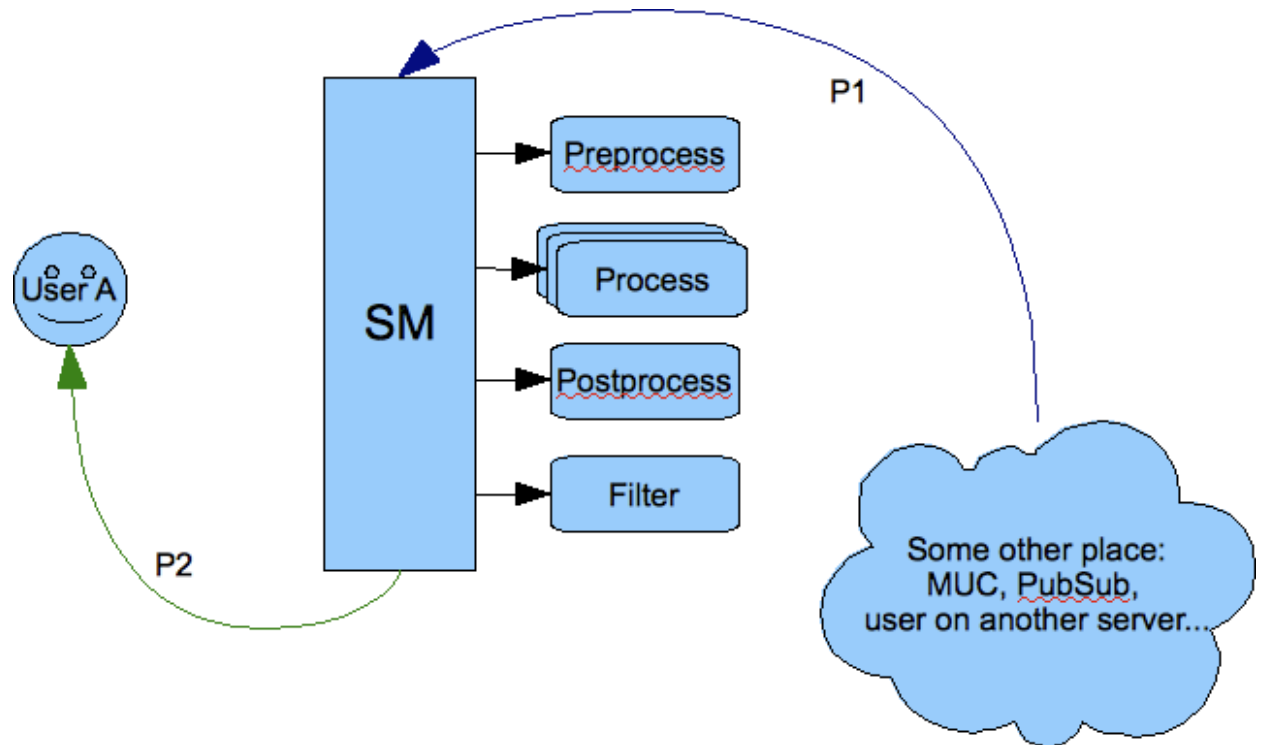 P1
Preprocess
User A
SM
Process
Postprocess
Filter
P2
Some other place:
MUC, PubSub,
user on another server...